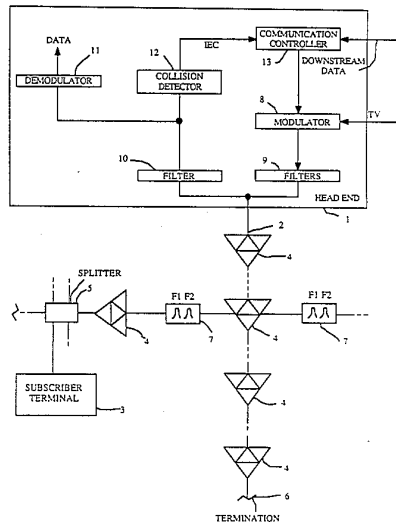 DATA
11
DEMODULATOR
12
COLLISION
DETECTOR
IEC
COMMUNICATION
CONTROLLER
13
DOWNSTREAM
DATA
8
MODULATOR
TV
10
FILTER
9
FILTERS
HEAD END
1
2
4
SPLITTER
5
4
F1 F2
7
4
F1 F2
7
SUBSCRIBER
TERMINAL
3
4
4
6
TERMINATION